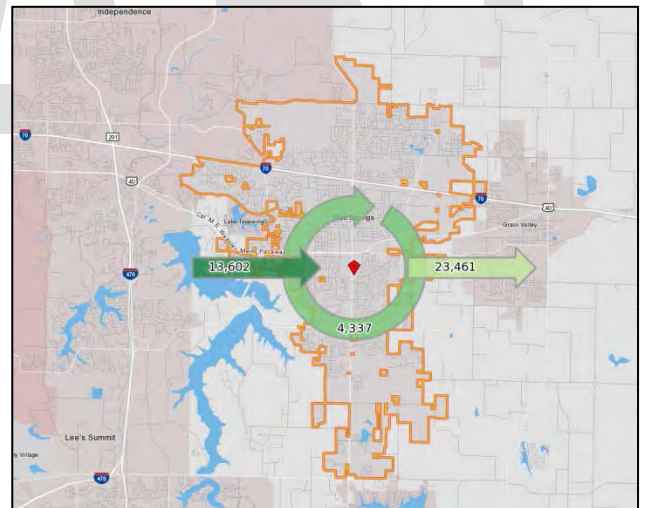 Independence
70
291
40
70
70
40
Lake Tapawingo
Blue Springs
Grain Valley
13,602
23,461
470
4,337
Lee's Summit
470